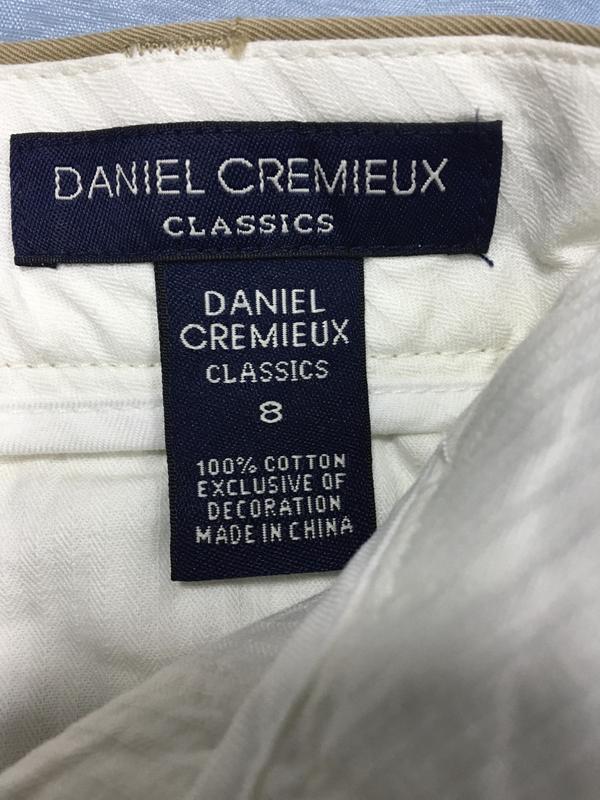 DANIEL CREMIEUX
CLASSICS
DANIEL
CREMIEUX
CLASSICS
8
100% COTTON
EXCLUSIVE OF
DECORATION
MADE IN CHINA